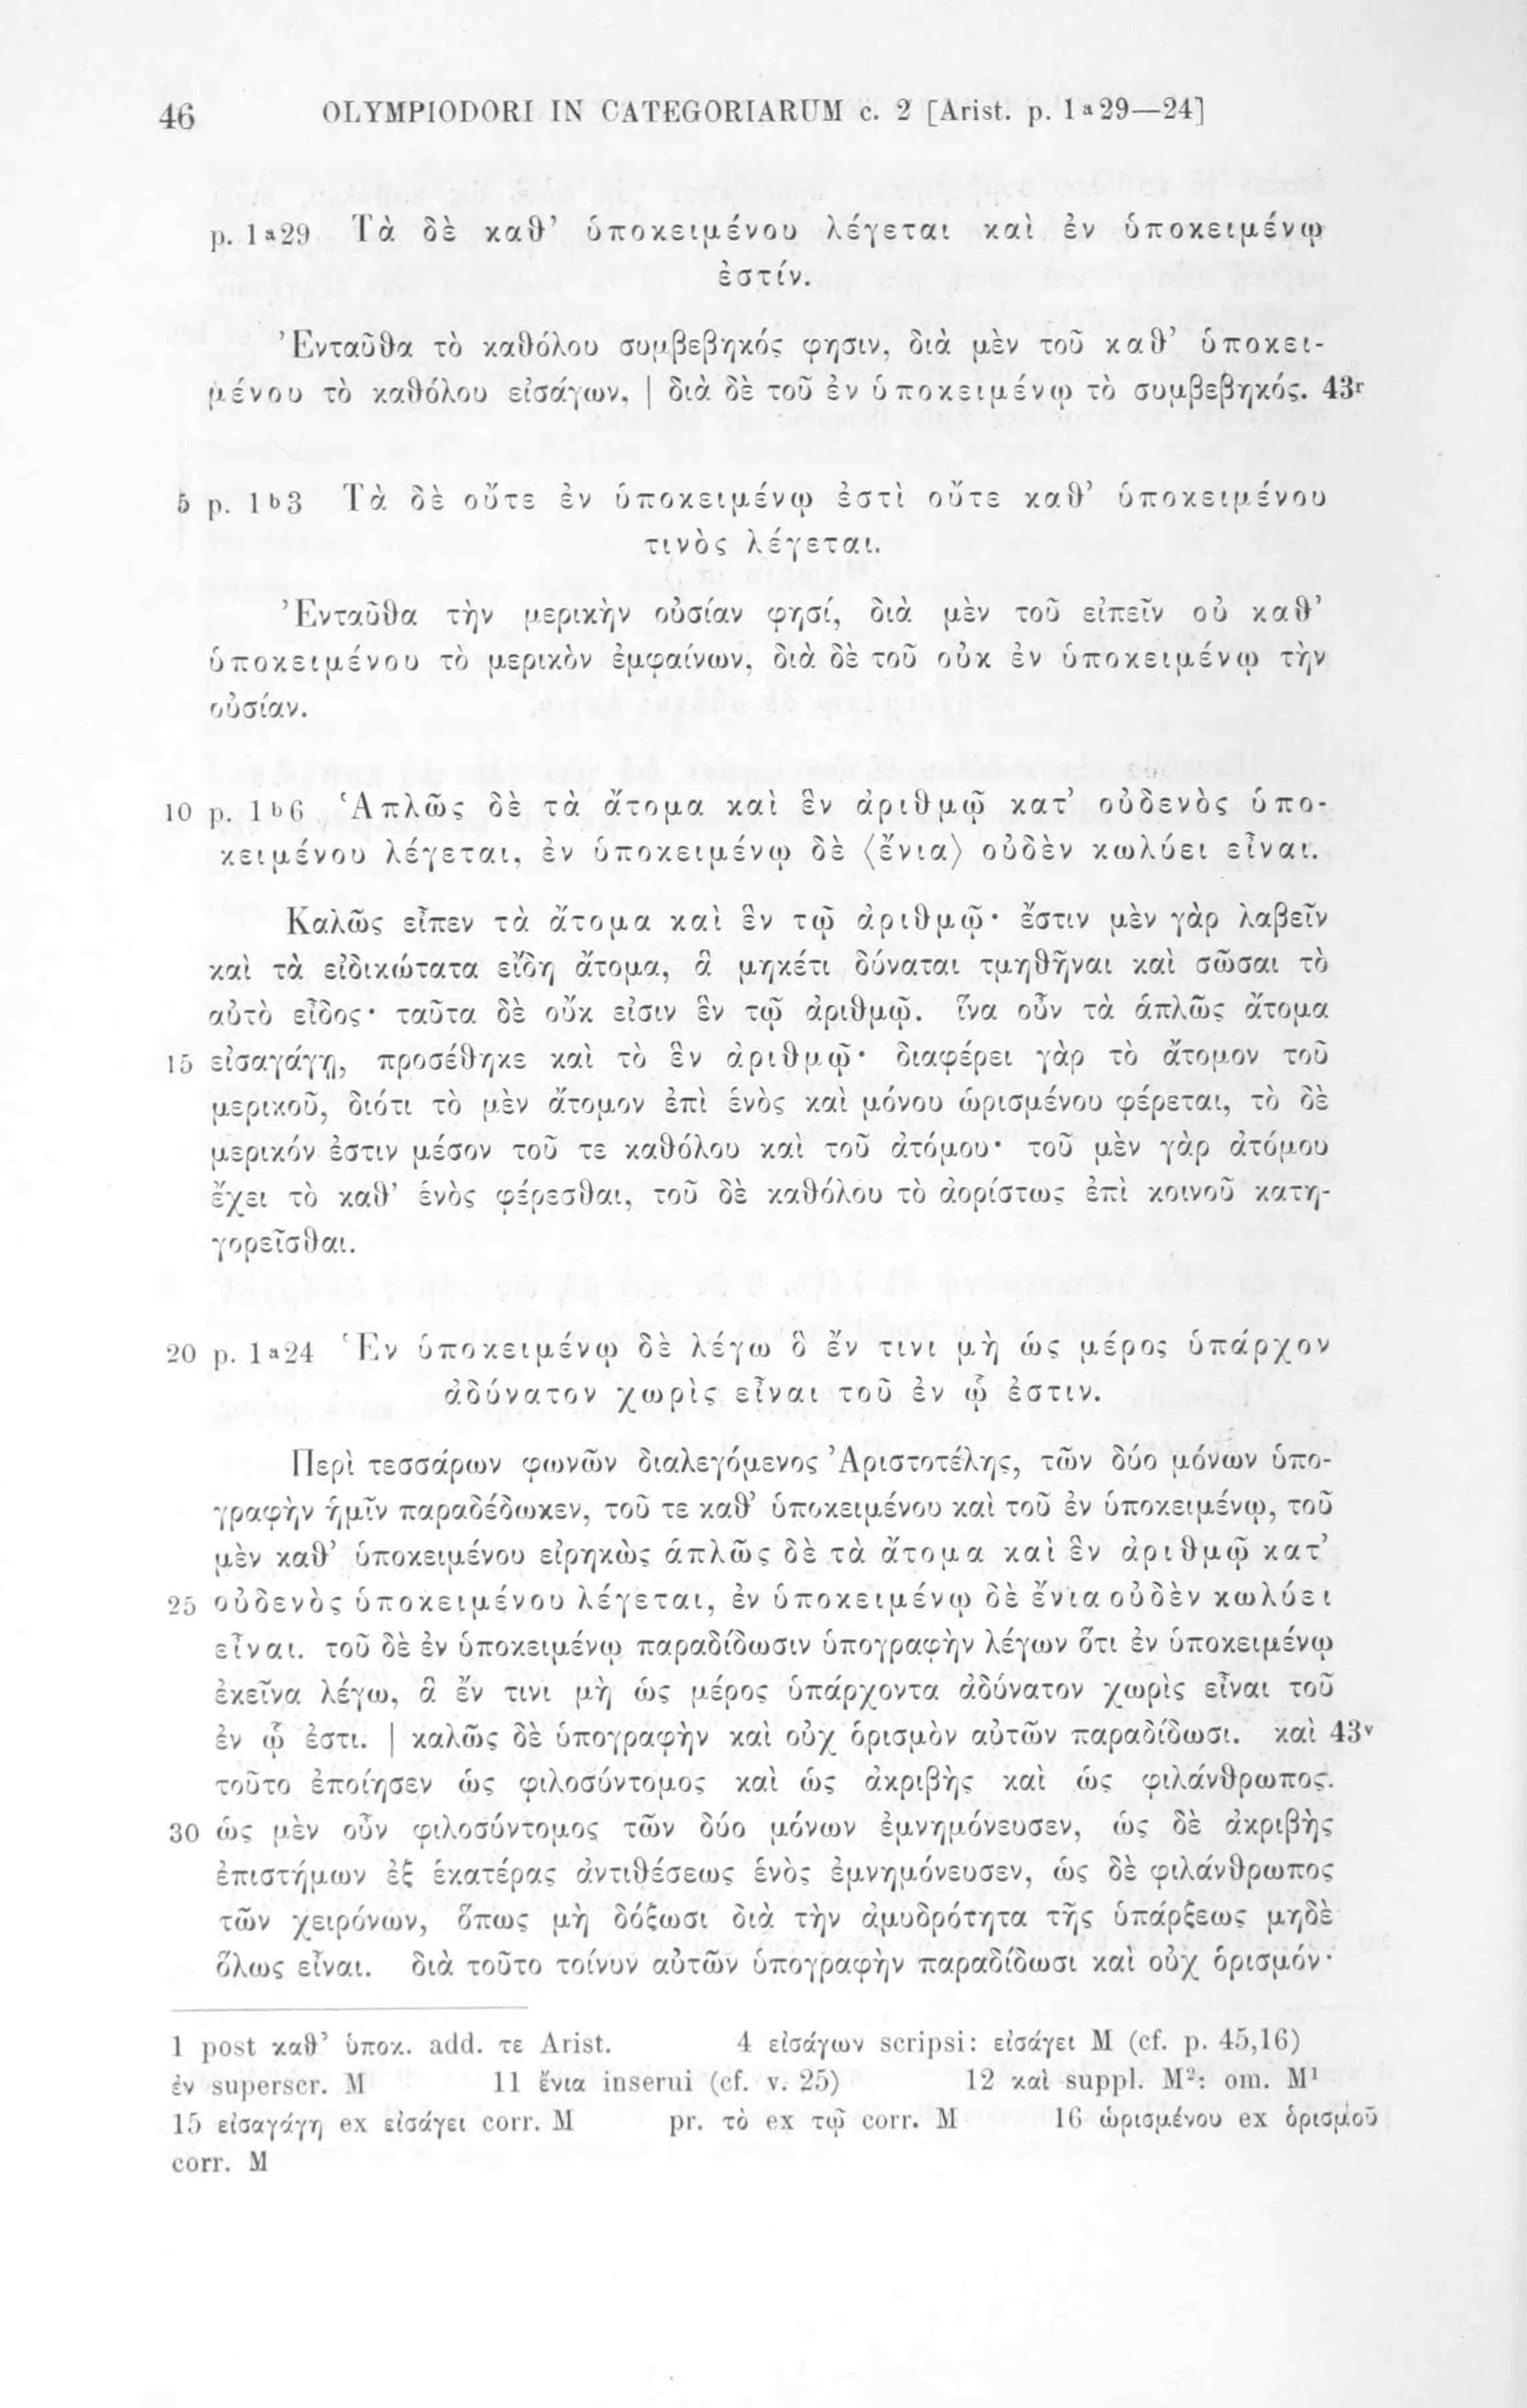 46 OLYMPIODORI IN CATEGORIARUM c. 2 [Arist. p. 1a29—24]
p. 1a29 Τὰ δὲ καθ’ ὑποκειμένου λέγεται καὶ ἐν ὑποκειμένῳ
ἐστίν.
Ἐνταῦθα τὸ καθόλου συμβεβηκός φησιν, διὰ μὲν τοῦ καθ’ ὑποκει-
μένου τὸ καθόλου εἰσάγων, | διὰ δὲ τοῦ ἐν ὑποκειμένῳ τὸ συμβεβηκός. 43r
5 p. 1b3 Τὰ δὲ οὔτε ἐν ὑποκειμένῳ ἐστὶ οὔτε καθ’ ὑποκειμένου
τινὸς λέγεται.
Ἐνταῦθα τὴν μερικὴν οὐσίαν φησί, διὰ μὲν τοῦ εἰπεῖν οὐ καθ’
ὑποκειμένου τὸ μερικὸν ἐμφαίνων, διὰ δὲ τοῦ οὐκ ἐν ὑποκειμένῳ τὴν
οὐσίαν.
10 p. 1b6 Ἁπλῶς δὲ τὰ ἄτομα καὶ ἓν ἀριθμῷ κατ’ οὐδενὸς ὑπο-
κειμένου λέγεται, ἐν ὑποκειμένῳ δὲ ⟨ἔνια⟩ οὐδὲν κωλύει εἶναι.
Καλῶς εἶπεν τὰ ἄτομα καὶ ἓν τῷ ἀριθμῷ· ἔστιν μὲν γὰρ λαβεῖν
καὶ τὰ εἰδικώτατα εἴδη ἄτομα, ἃ μηκέτι δύναται τμηθῆναι καὶ σῶσαι τὸ
αὐτὸ εἶδος· ταῦτα δὲ οὔκ εἰσιν ἓν τῷ ἀριθμῷ. ἵνα οὖν τὰ ἁπλῶς ἄτομα
15 εἰσαγάγῃ, προσέθηκε καὶ τὸ ἓν ἀριθμῷ· διαφέρει γὰρ τὸ ἄτομον τοῦ
μερικοῦ, διότι τὸ μὲν ἄτομον ἐπὶ ἑνὸς καὶ μόνου ὡρισμένου φέρεται, τὸ δὲ
μερικόν ἐστιν μέσον τοῦ τε καθόλου καὶ τοῦ ἀτόμου· τοῦ μὲν γὰρ ἀτόμου
ἔχει τὸ καθ’ ἑνὸς φέρεσθαι, τοῦ δὲ καθόλου τὸ ἀορίστως ἐπὶ κοινοῦ κατη-
γορεῖσθαι.
20 p. 1a24 Ἐν ὑποκειμένῳ δὲ λέγω ὃ ἔν τινι μὴ ὡς μέρος ὑπάρχον
ἀδύνατον χωρὶς εἶναι τοῦ ἐν ᾧ ἐστιν.
Περὶ τεσσάρων φωνῶν διαλεγόμενος Ἀριστοτέλης, τῶν δύο μόνων ὑπο-
γραφὴν ἡμῖν παραδέδωκεν, τοῦ τε καθ’ ὑποκειμένου καὶ τοῦ ἐν ὑποκειμένῳ, τοῦ
μὲν καθ’ ὑποκειμένου εἰρηκὼς ἁπλῶς δὲ τὰ ἄτομα καὶ ἓν ἀριθμῷ κατ’
25 οὐδενὸς ὑποκειμένου λέγεται, ἐν ὑποκειμένῳ δὲ ἔνια οὐδὲν κωλύει
εἶναι. τοῦ δὲ ἐν ὑποκειμένῳ παραδίδωσιν ὑπογραφὴν λέγων ὅτι ἐν ὑποκειμένῳ
ἐκεῖνα λέγω, ἃ ἔν τινι μὴ ὡς μέρος ὑπάρχοντα ἀδύνατον χωρὶς εἶναι τοῦ
ἐν ᾧ ἐστι. | καλῶς δὲ ὑπογραφὴν καὶ οὐχ ὁρισμὸν αὐτῶν παραδίδωσι. καὶ 43v
τοῦτο ἐποίησεν ὡς φιλοσύντομος καὶ ὡς ἀκριβὴς καὶ ὡς φιλάνθρωπος.
30 ὡς μὲν οὖν φιλοσύντομος τῶν δύο μόνων ἐμνημόνευσεν, ὡς δὲ ἀκριβὴς
ἐπιστήμων ἐξ ἑκατέρας ἀντιθέσεως ἑνὸς ἐμνημόνευσεν, ὡς δὲ φιλάνθρωπος
τῶν χειρόνων, ὅπως μὴ δόξωσι διὰ τὴν ἀμυδρότητα τῆς ὑπάρξεως μηδὲ
ὅλως εἶναι. διὰ τοῦτο τοίνυν αὐτῶν ὑπογραφὴν παραδίδωσι καὶ οὐχ ὁρισμόν·
1 post καθ’ ὑποκ. add. τε Arist. 4 εἰσάγων scripsi: εἰσάγει M (cf. p. 45,16)
ἐν superscr. M 11 ἔνια inserui (cf. v. 25) 12 καὶ suppl. M²: om. M¹
15 εἰσαγάγῃ ex εἰσάγει corr. M pr. τὸ ex τῷ corr. M 16 ὡρισμένου ex ὁρισμοῦ
corr. M